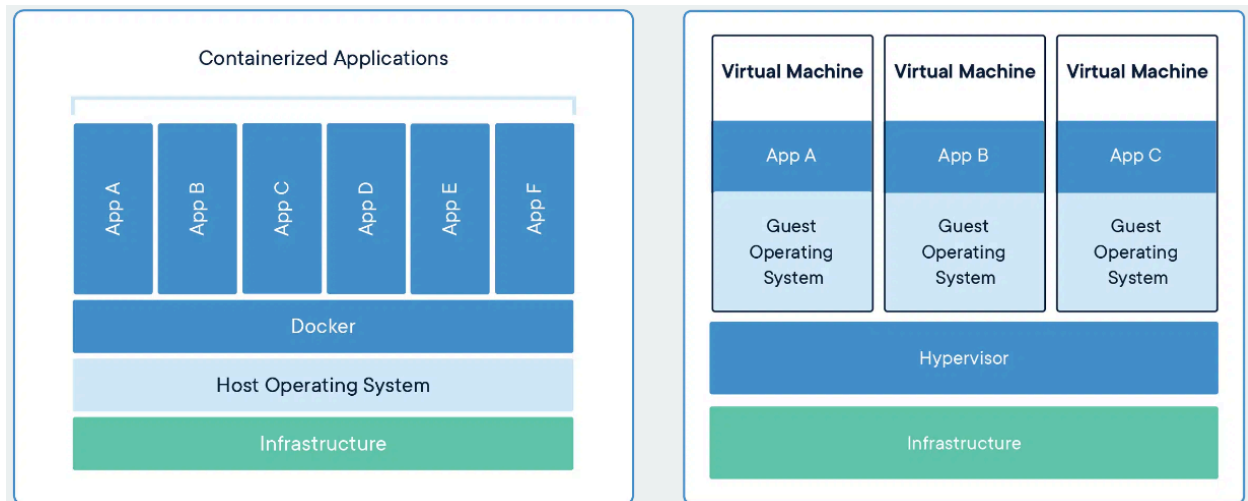 Containerized Applications
App A
App B
App C
App D
App E
App F
Docker
Host Operating System
Infrastructure
Virtual Machine
App A
Guest
Operating
System
Virtual Machine
App B
Guest
Operating
System
Virtual Machine
App C
Guest
Operating
System
Hypervisor
Infrastructure